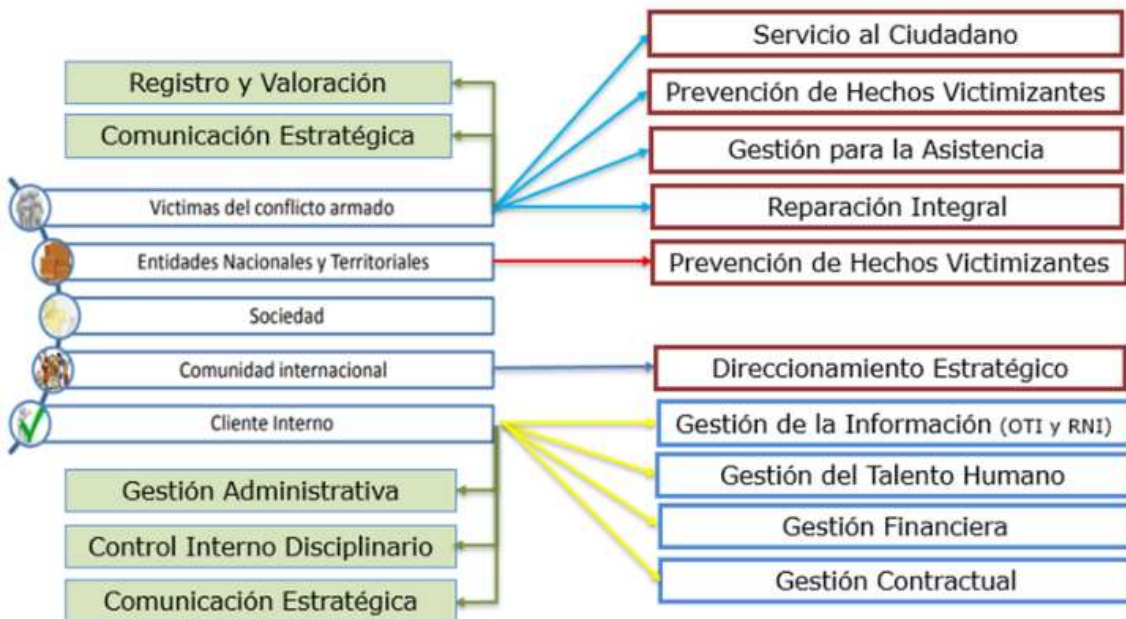 Servicio al Ciudadano
Registro y Valoración
Prevención de Hechos Victimizantes
Comunicación Estratégica
Gestión para la Asistencia
Victimas del conflicto armado
Reparación Integral
Entidades Nacionales y Territoriales
Prevención de Hechos Victimizantes
Sociedad
Comunidad internacional
Direccionamiento Estratégico
Cliente Interno
Gestión de la Información (OTI y RNI)
Gestión Administrativa
Gestión del Talento Humano
Control Interno Disciplinario
Gestión Financiera
Comunicación Estratégica
Gestión Contractual